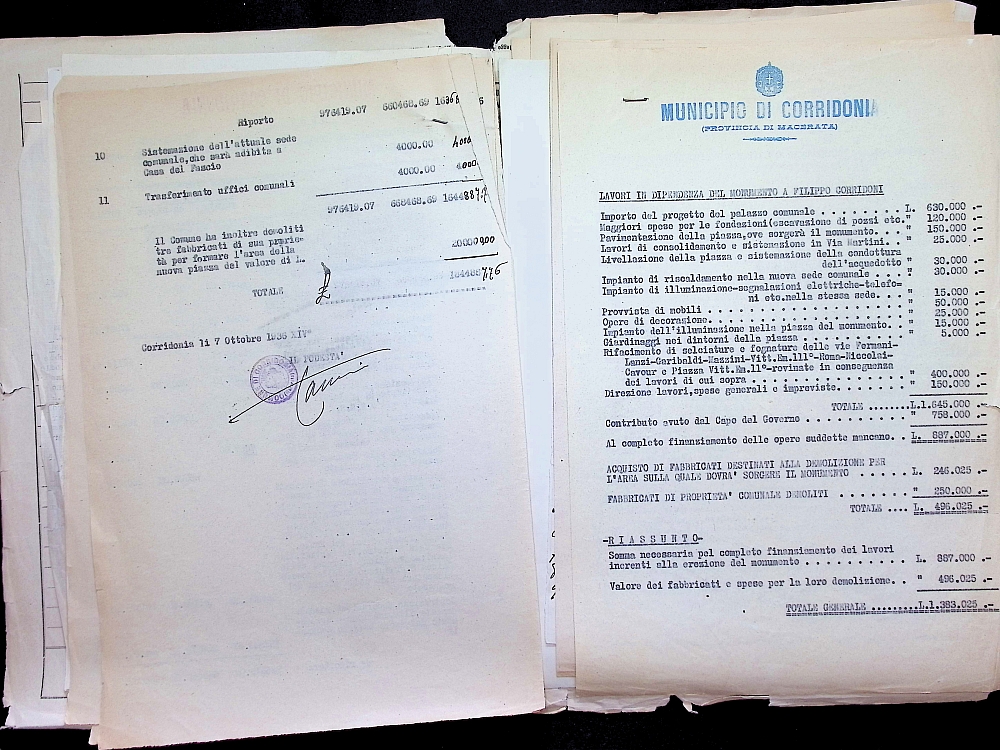 Riporto 976419.07 660468.69
10 Sistemazione dell'attuale sede
comunale,che sarà adibita a
Casa del Fascio 4000.00 4000
11 Trasferimento uffici comunali 4000.00 4000
976419.07 668468.69
Il Comune ha inoltre demoliti
tre fabbricati di sua proprie-
tà per formare l'area della
nuova piazza del valore di L.
TOTALE
Corridonia li 7 Ottobre 1936 XIV°
IL PODESTA'
MUNICIPIO DI CORRIDONIA
(PROVINCIA DI MACERATA)
LAVORI IN DIPENDENZA DEL MONUMENTO A FILIPPO CORRIDONI
Importo del progetto del palazzo comunale . . . . . . . . L. 630.000 .-
Maggiori spese per le fondazioni(escavazione di pozzi etc." 120.000 .-
Pavimentazione della piazza,ove sorgerà il monumento. . . " 150.000 .-
Lavori di consolidamento e sistemazione in Via Martini. . " 25.000 .-
Livellazione della piazza e sistemazione della condottura
dell'acquedotto " 30.000 .-
Impianto di riscaldamento nella nuova sede comunale . . . " 30.000 .-
Impianto di illuminazione-segnalazioni elettriche-telefo-
ni etc.nella stessa sede. . . " 15.000 .-
Provvista di mobili . . . . . . . . . . . . . . . . . . . " 50.000 .-
Opere di decorazione. . . . . . . . . . . . . . . . . . . " 25.000 .-
Impianto dell'illuminazione nella piazza del monumento. . " 15.000 .-
Giardinaggi nei dintorni della piazza . . . . . . . . . . " 5.000 .-
Rifacimento di selciature e fognature delle vie Fermani-
Lanzi-Garibaldi-Mazzini-Vitt.Em.III°-Roma-Niccolai-
Cavour e Piazza Vitt.Em.II°-rovinate in conseguenza
dei lavori di cui sopra . . . . . . . . . . . . " 400.000 .-
Direzione lavori,spese generali e impreviste. . . . . . . " 150.000 .-
TOTALE .......L.1.645.000 .-
Contributo avuto dal Capo del Governo . . . . . . . . . . " 758.000 .-
Al completo finanziamento delle opere suddette mancano. . L. 887.000 .-
ACQUISTO DI FABBRICATI DESTINATI ALLA DEMOLIZIONE PER
L'AREA SULLA QUALE DOVRA' SORGERE IL MONUMENTO . . . . . L. 246.025 .-
FABBRICATI DI PROPRIETA' COMUNALE DEMOLITI . . . . . . . " 250.000 .-
TOTALE .... L. 496.025 .-
-R I A S S U N T O-
Somma necessaria pel completo finanziamento dei lavori
inerenti alla erezione del monumento . . . . . . . . . . L. 887.000 .-
Valore dei fabbricati e spese per la loro demolizione. . " 496.025 .-
TOTALE GENERALE .........L.1.383.025 .-